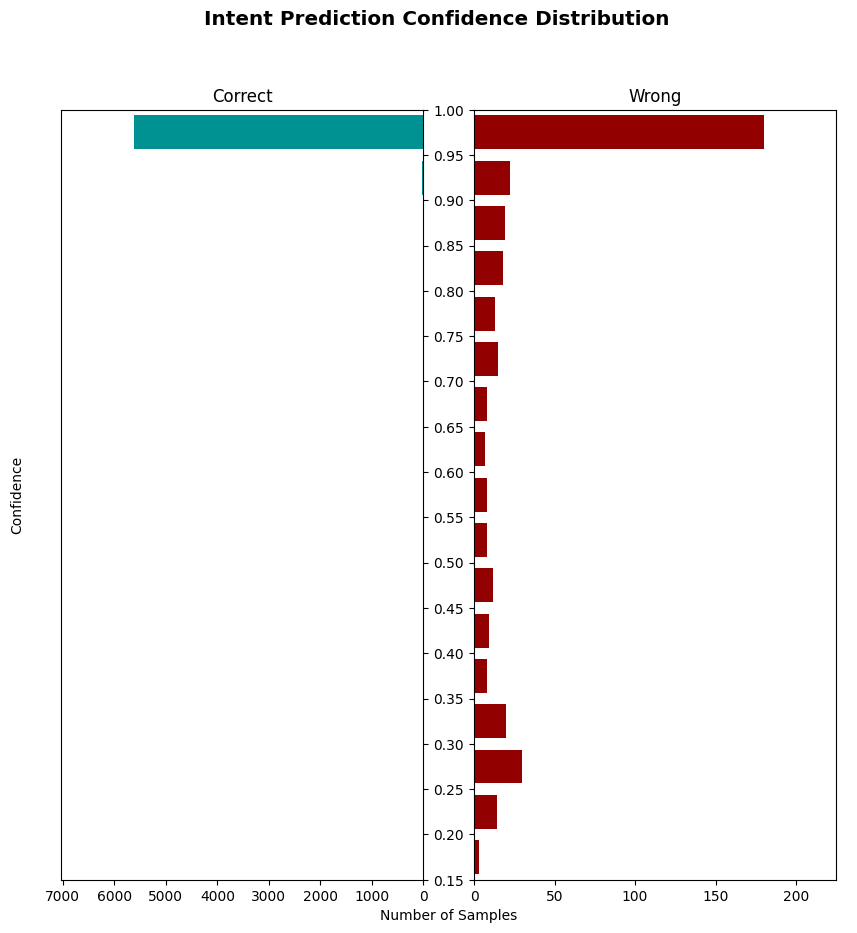 Intent Prediction Confidence Distribution
Correct
Wrong
1.00
0.95
0.90
0.85
0.80
0.75
0.70
0.65
0.60
0.55
0.50
0.45
0.40
0.35
0.30
0.25
0.20
0.15
Confidence
7000 6000 5000 4000 3000 2000 1000 0
0 50 100 150 200
Number of Samples